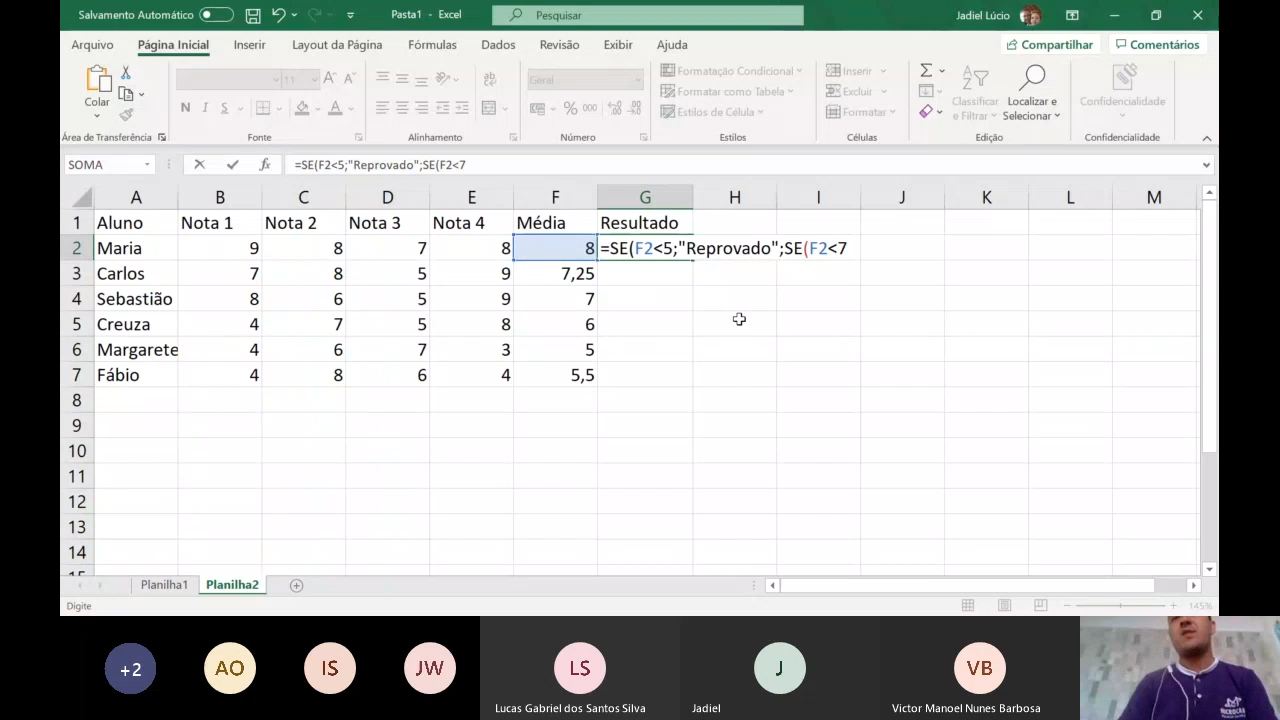 Salvamento Automático
Pasta1 - Excel
Pesquisar
Jadiel Lúcio
Arquivo Página Inicial Inserir Layout da Página Fórmulas Dados Revisão Exibir Ajuda Compartilhar Comentários
Colar
11
Geral
Formatação Condicional
Formatar como Tabela
Estilos de Célula
Inserir
Excluir
Formatar
Classificar e Filtrar
Localizar e Selecionar
Confidencialidade
N I S
% 000
Área de Transferência Fonte Alinhamento Número Estilos Células Edição Confidencialidade
SOMA fx =SE(F2<5;"Reprovado";SE(F2<7
A B C D E F G H I J K L M
1 Aluno Nota 1 Nota 2 Nota 3 Nota 4 Média Resultado
2 Maria 9 8 7 8 8 =SE(F2<5;"Reprovado";SE(F2<7
3 Carlos 7 8 5 9 7,25
4 Sebastião 8 6 5 9 7
5 Creuza 4 7 5 8 6
6 Margarete 4 6 7 3 5
7 Fábio 4 8 6 4 5,5
8
9
10
11
12
13
14
15
Planilha1 Planilha2
Digite 145%
+2 AO IS JW LS J VB
Lucas Gabriel dos Santos Silva Jadiel Victor Manoel Nunes Barbosa